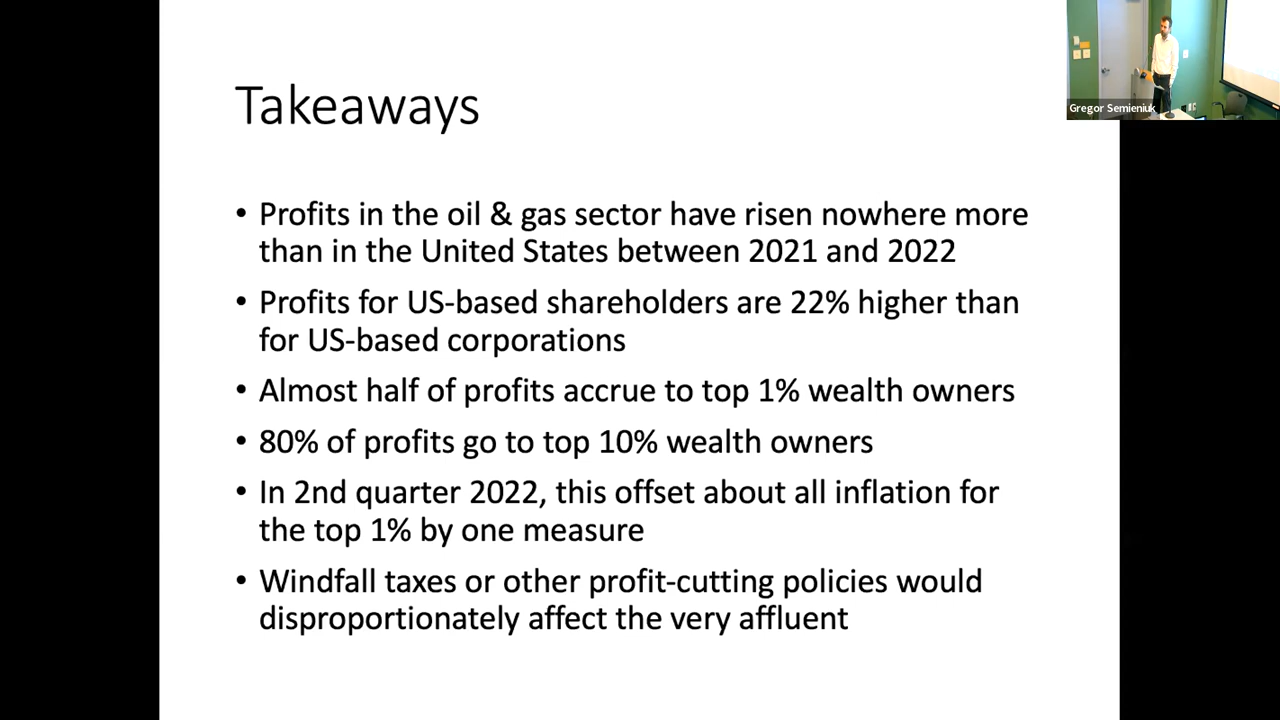 Gregor Semieniuk
Takeaways
• Profits in the oil & gas sector have risen nowhere more
than in the United States between 2021 and 2022
• Profits for US-based shareholders are 22% higher than
for US-based corporations
• Almost half of profits accrue to top 1% wealth owners
• 80% of profits go to top 10% wealth owners
• In 2nd quarter 2022, this offset about all inflation for
the top 1% by one measure
• Windfall taxes or other profit-cutting policies would
disproportionately affect the very affluent